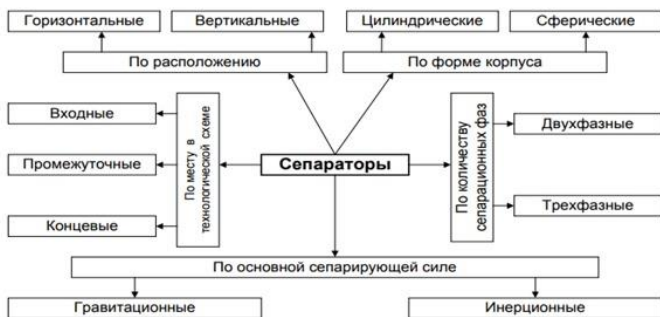 Горизонтальные
Вертикальные
Цилиндрические
Сферические
По расположению
По форме корпуса
Входные
Промежуточные
Концевые
По месту в
технологической схеме
Сепараторы
По количеству
сепарационных фаз
Двухфазные
Трехфазные
По основной сепарирующей силе
Гравитационные
Инерционные